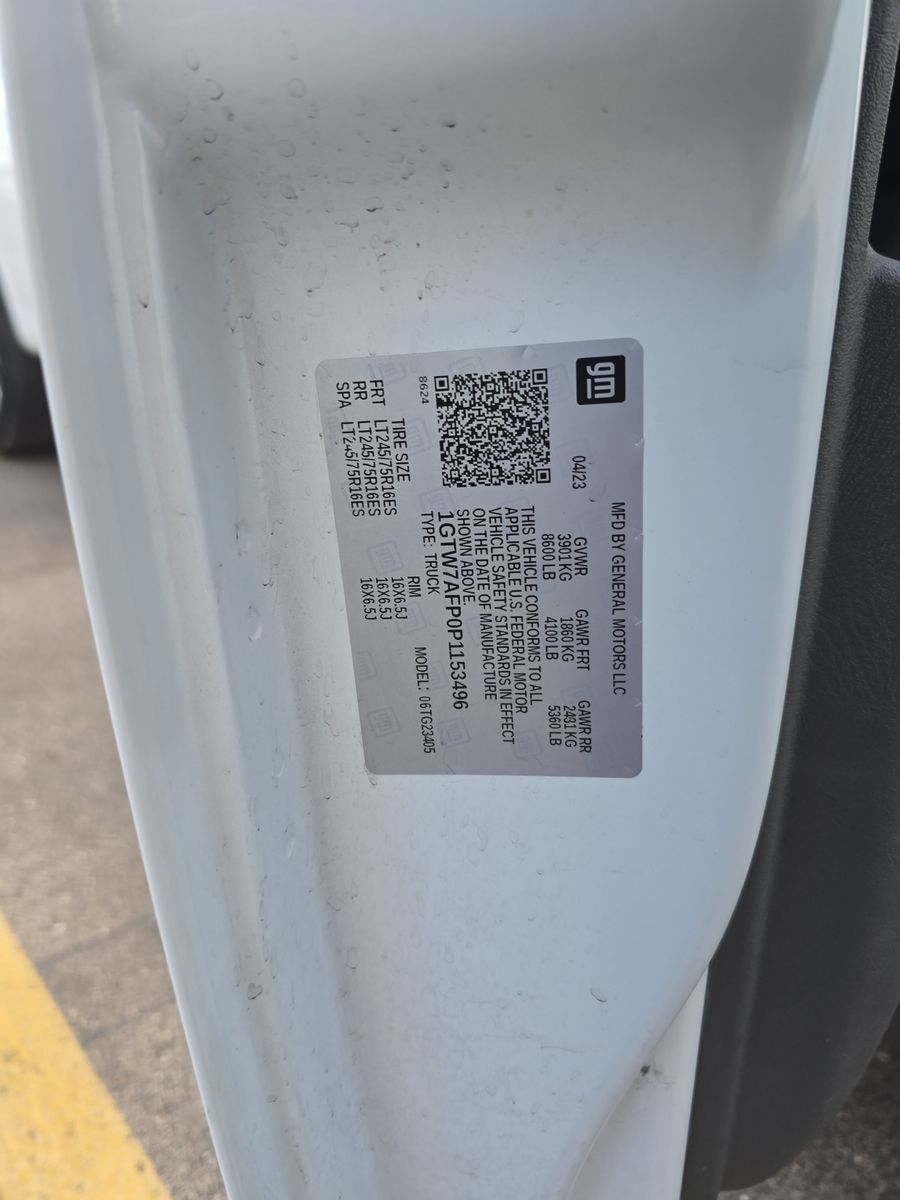 gm
MFD BY GENERAL MOTORS LLC
04/23
GVWR GAWR FRT GAWR RR
3901 KG 1860 KG 2491 KG
8600 LB 4100 LB 5360 LB
THIS VEHICLE CONFORMS TO ALL
APPLICABLE U.S. FEDERAL MOTOR
VEHICLE SAFETY STANDARDS IN EFFECT
ON THE DATE OF MANUFACTURE
SHOWN ABOVE.
1GTW7AFP0P1153496
8624
TYPE: TRUCK MODEL: 06TG23405
TIRE SIZE RIM
FRT LT245/75R16ES 16X6.5J
RR LT245/75R16ES 16X6.5J
SPA LT245/75R16ES 16X6.5J